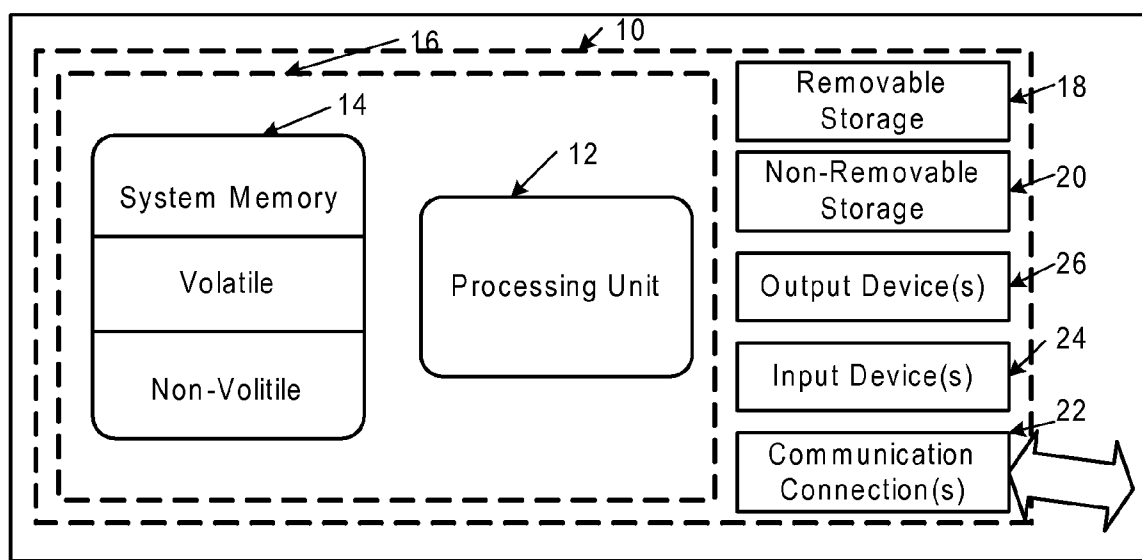 16
10
14
System Memory
Volatile
Non-Volitile
12
Processing Unit
Removable
Storage
18
Non-Removable
Storage
20
Output Device(s)
26
Input Device(s)
24
Communication
Connection(s)
22